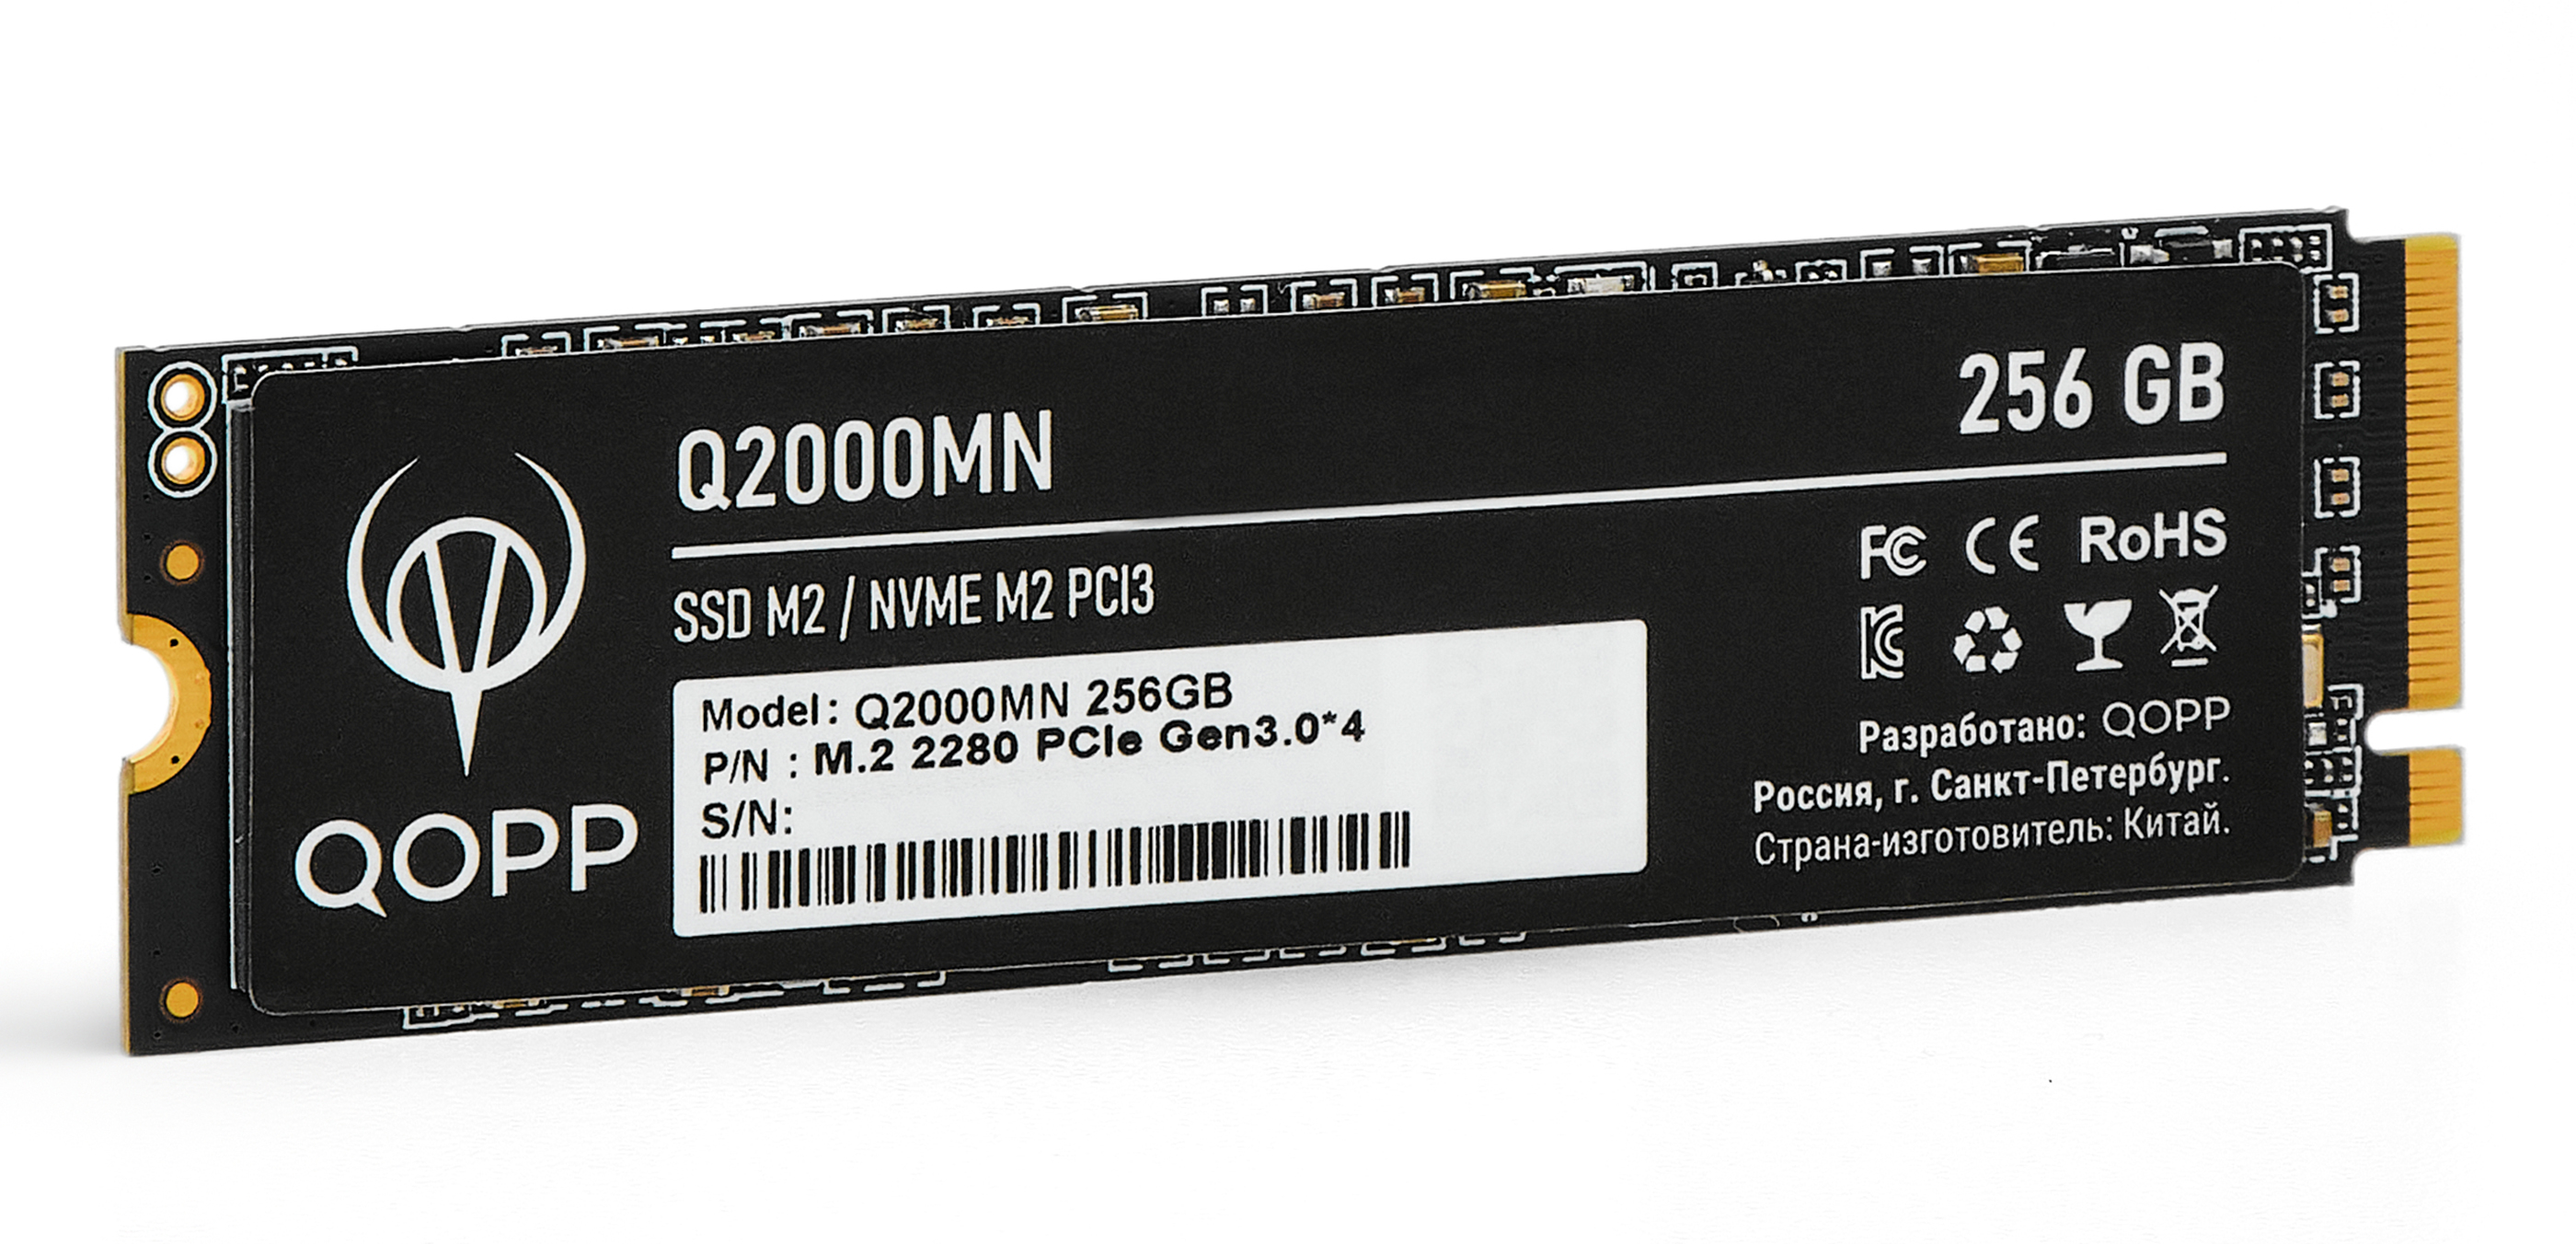 Q2000MN
256 GB
SSD M2 / NVME M2 PCI3
FC CE RoHS
Model: Q2000MN 256GB
P/N : M.2 2280 PCIe Gen3.0*4
S/N:
QOPP
Разработано: QOPP
Россия, г. Санкт-Петербург.
Страна-изготовитель: Китай.